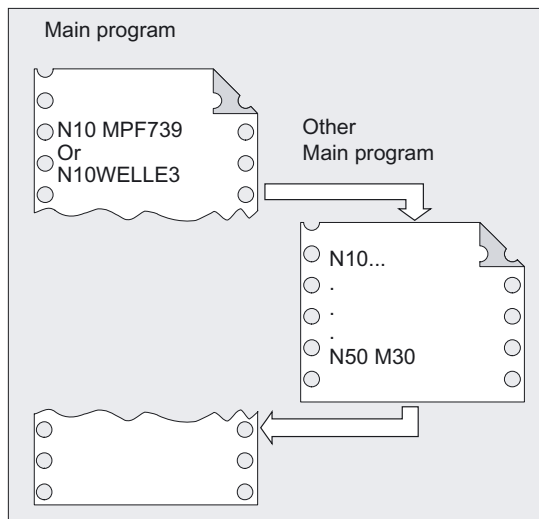 Main program
N10 MPF739
Or
N10WELLE3
Other
Main program
N10...
.
.
.
N50 M30